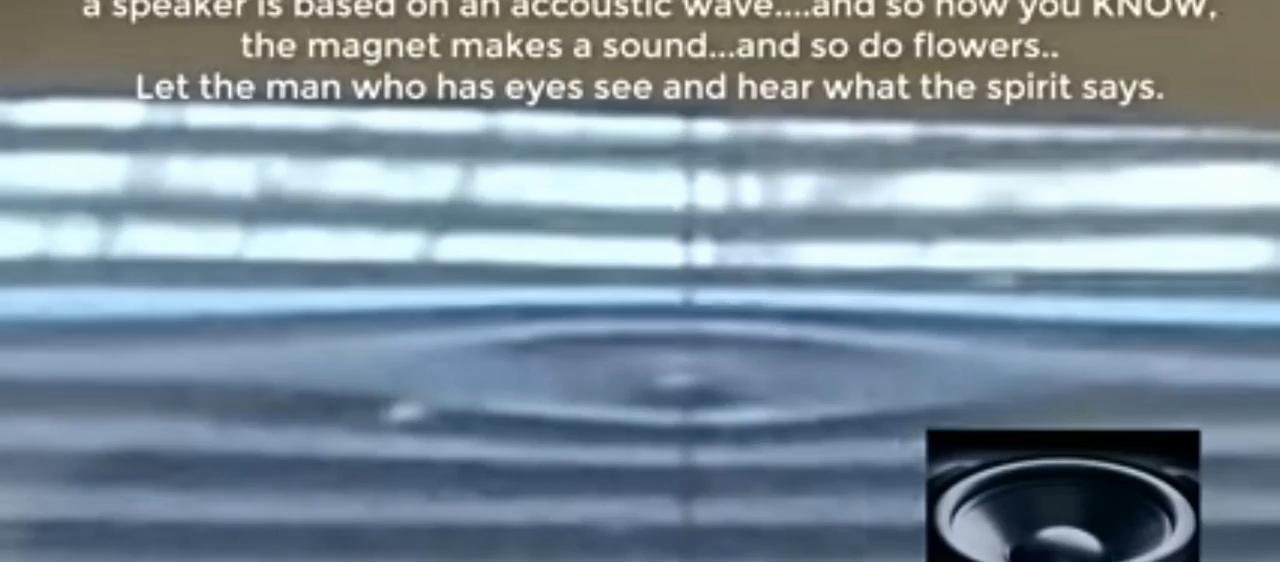 a speaker is based on an accoustic wave....and so now you KNOW,
the magnet makes a sound...and so do flowers..
Let the man who has eyes see and hear what the spirit says.